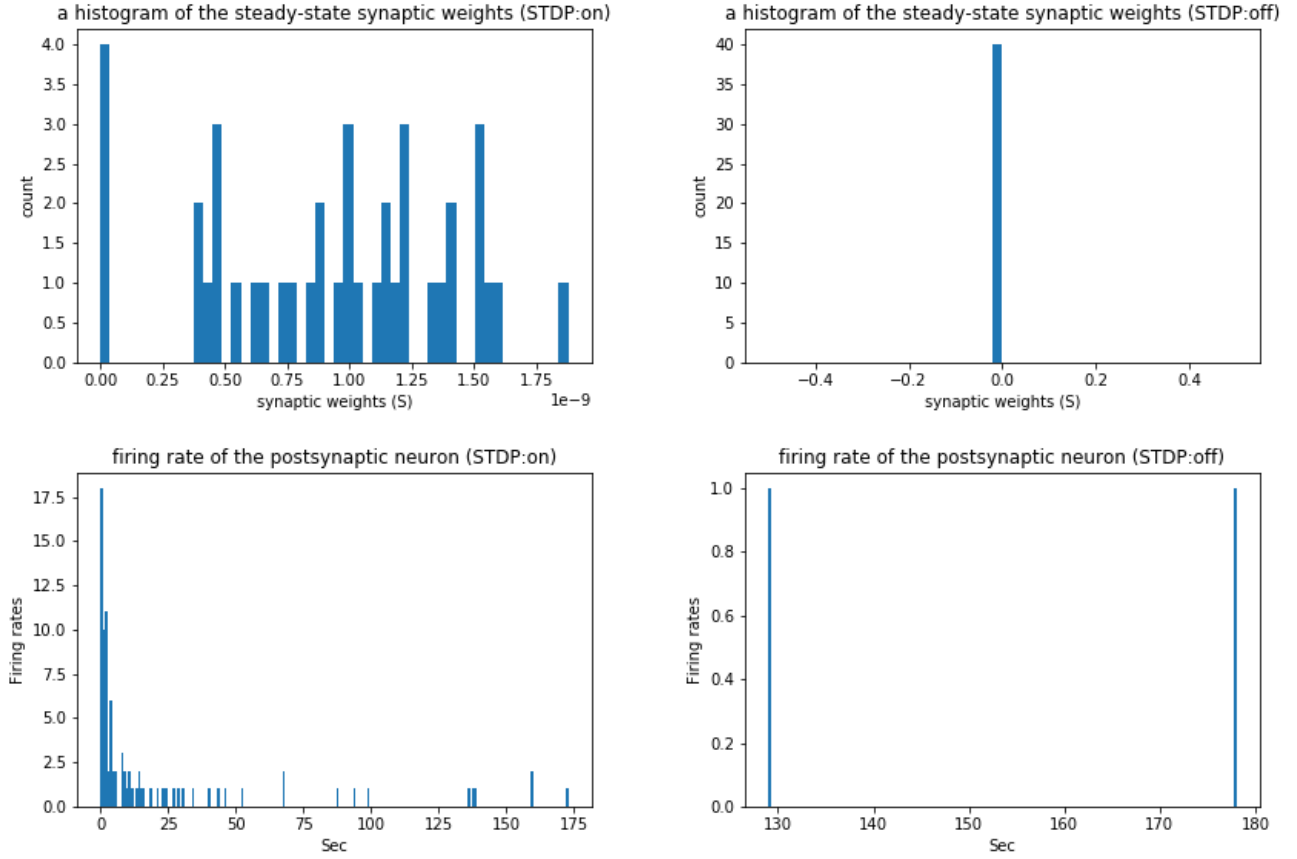 a histogram of the steady-state synaptic weights (STDP:on)
4.0
3.5
3.0
2.5
2.0
1.5
1.0
0.5
0.0
count
0.00 0.25 0.50 0.75 1.00 1.25 1.50 1.75
1e−9
synaptic weights (S)
a histogram of the steady-state synaptic weights (STDP:off)
40
35
30
25
20
15
10
5
0
count
−0.4 −0.2 0.0 0.2 0.4
synaptic weights (S)
firing rate of the postsynaptic neuron (STDP:on)
17.5
15.0
12.5
10.0
7.5
5.0
2.5
0.0
Firing rates
0 25 50 75 100 125 150 175
Sec
firing rate of the postsynaptic neuron (STDP:off)
1.0
0.8
0.6
0.4
0.2
0.0
Firing rates
130 140 150 160 170 180
Sec